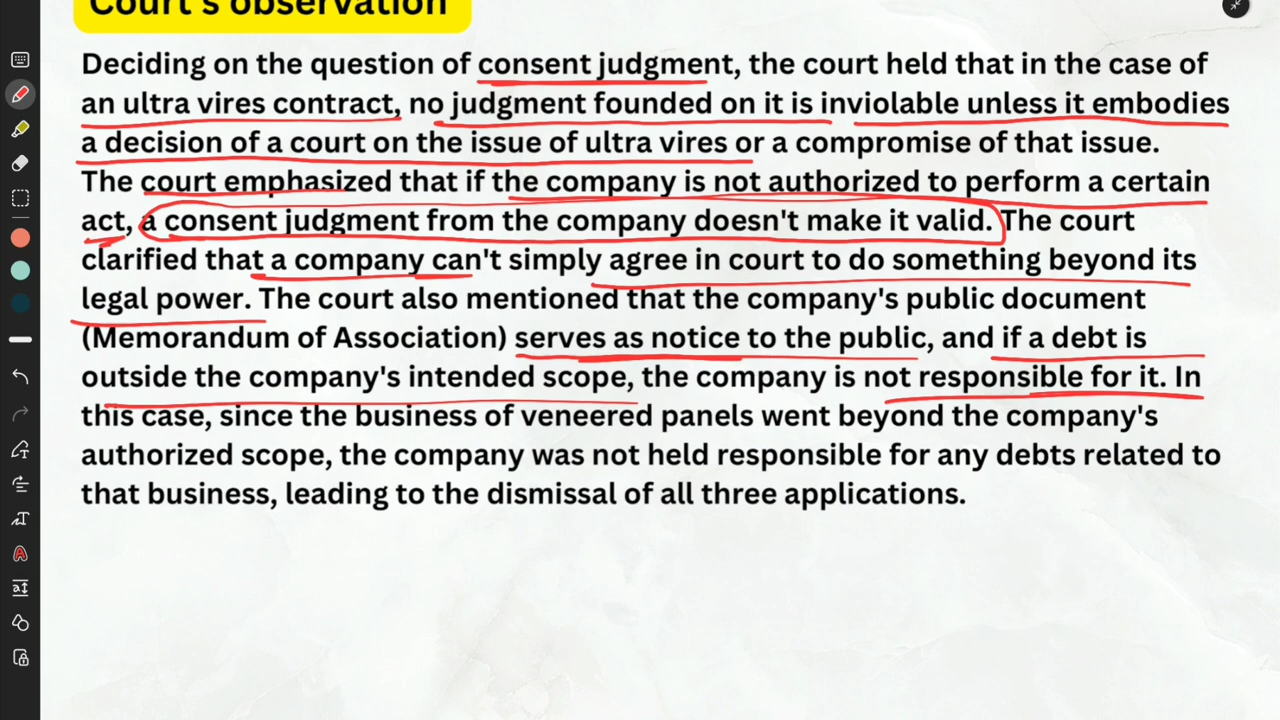 Court's observation
Deciding on the question of consent judgment, the court held that in the case of
an ultra vires contract, no judgment founded on it is inviolable unless it embodies
a decision of a court on the issue of ultra vires or a compromise of that issue.
The court emphasized that if the company is not authorized to perform a certain
act, a consent judgment from the company doesn't make it valid. The court
clarified that a company can't simply agree in court to do something beyond its
legal power. The court also mentioned that the company's public document
(Memorandum of Association) serves as notice to the public, and if a debt is
outside the company's intended scope, the company is not responsible for it. In
this case, since the business of veneered panels went beyond the company's
authorized scope, the company was not held responsible for any debts related to
that business, leading to the dismissal of all three applications.